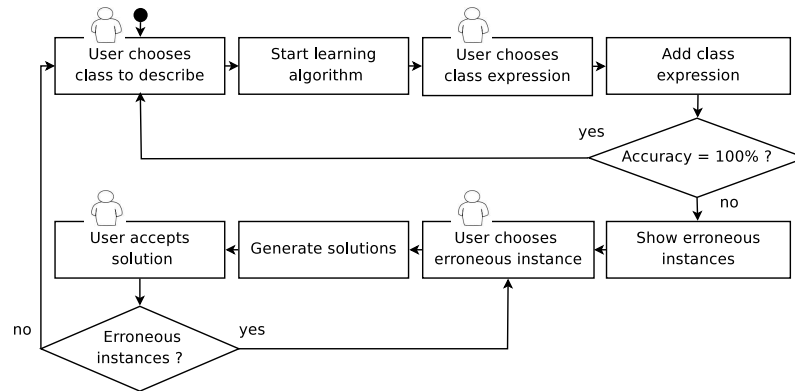 User chooses
class to describe
Start learning
algorithm
User chooses
class expression
Add class
expression
yes
Accuracy = 100% ?
no
User accepts
solution
Generate solutions
User chooses
erroneous instance
Show erroneous
instances
no
Erroneous
instances ?
yes